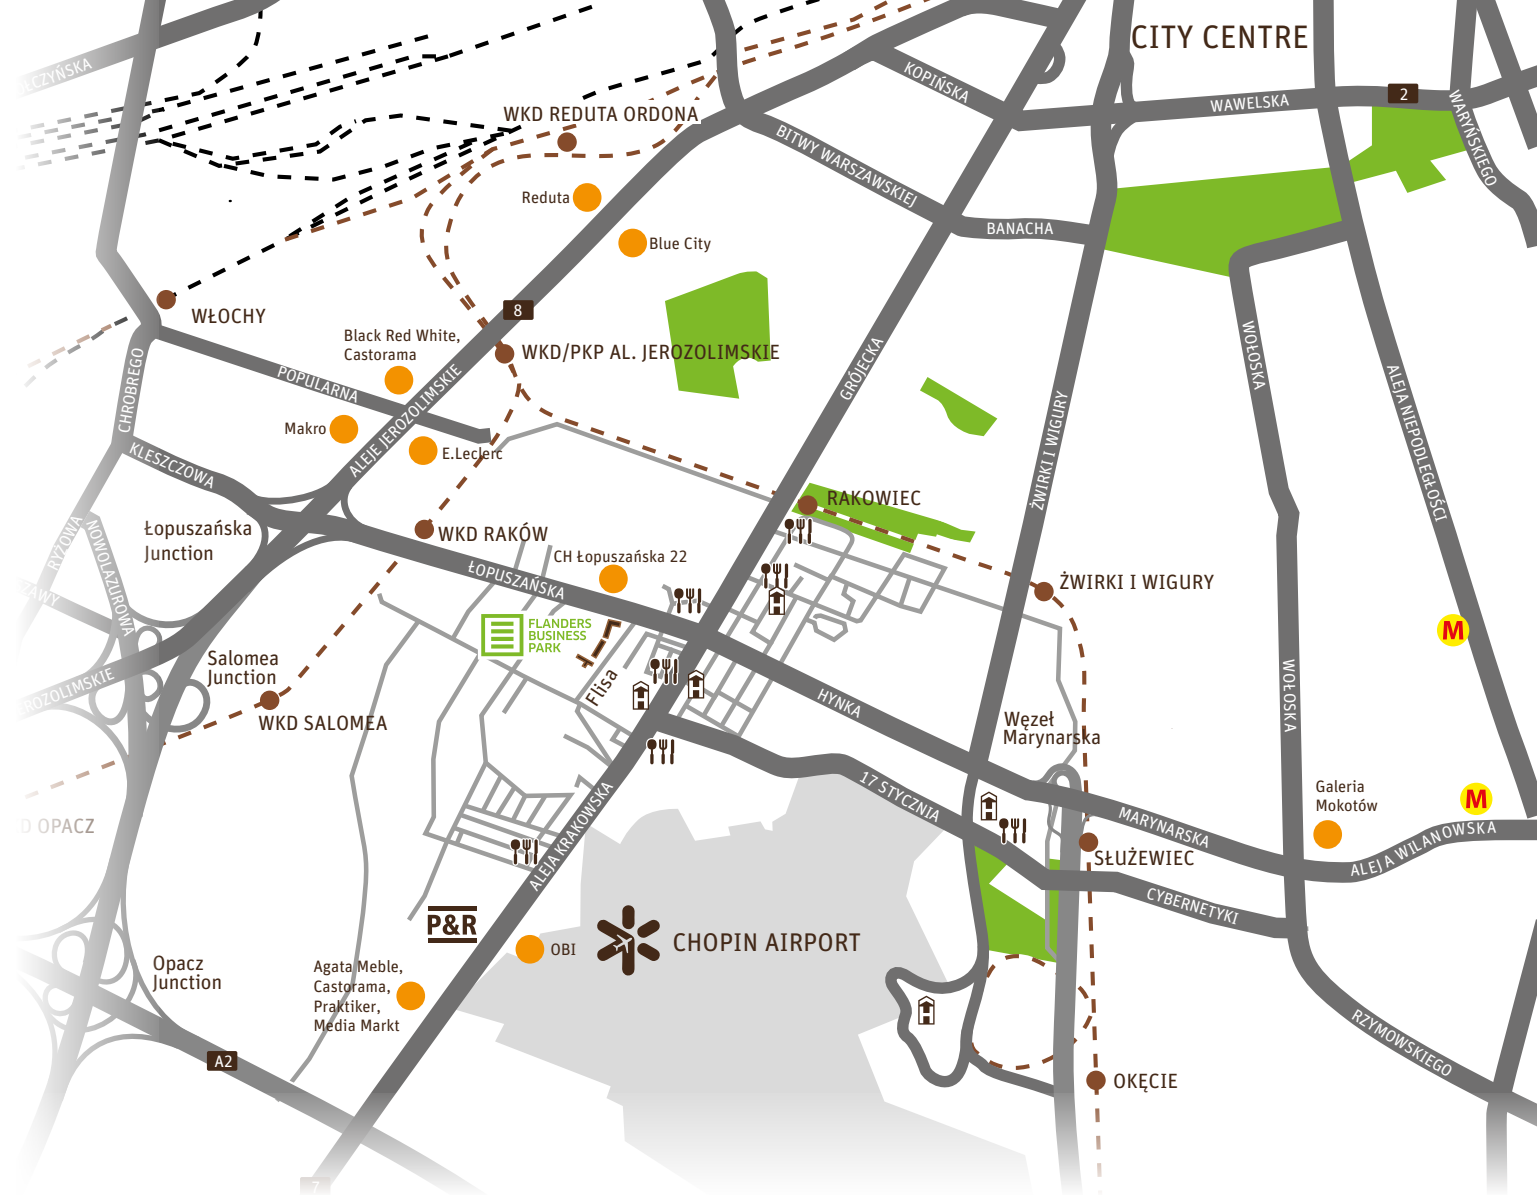 CITY CENTRE
KOPIŃSKA
WAWELSKA
2
WARYŃSKIEGO
WKD REDUTA ORDONA
BITWY WARSZAWSKIEJ
Reduta
BANACHA
Blue City
WŁOCHY
8
Black Red White,
Castorama
WKD/PKP AL. JEROZOLIMSKIE
GRÓJECKA
WOŁOSKA
CHROBREGO
POPULARNA
ALEJE JEROZOLIMSKIE
ALEJA NIEPODLEGŁOŚCI
ŻWIRKI I WIGURY
Makro
E.Leclerc
KLESZCZOWA
RAKOWIEC
Łopuszańska
Junction
WKD RAKÓW
RYŻOWA
NOWOLAZUROWA
CH Łopuszańska 22
ŁOPUSZAŃSKA
ŻWIRKI I WIGURY
FLANDERS
BUSINESS
PARK
M
Salomea
Junction
Flisa
WKD SALOMEA
HYNKA
WOŁOSKA
Węzeł
Marynarska
17 STYCZNIA
ALEJA KRAKOWSKA
Galeria
Mokotów
M
D OPACZ
MARYNARSKA
ALEJA WILANOWSKA
SŁUŻEWIEC
CYBERNETYKI
P&R
OBI
CHOPIN AIRPORT
Opacz
Junction
Agata Meble,
Castorama,
Praktiker,
Media Markt
RZYMOWSKIEGO
A2
OKĘCIE
7